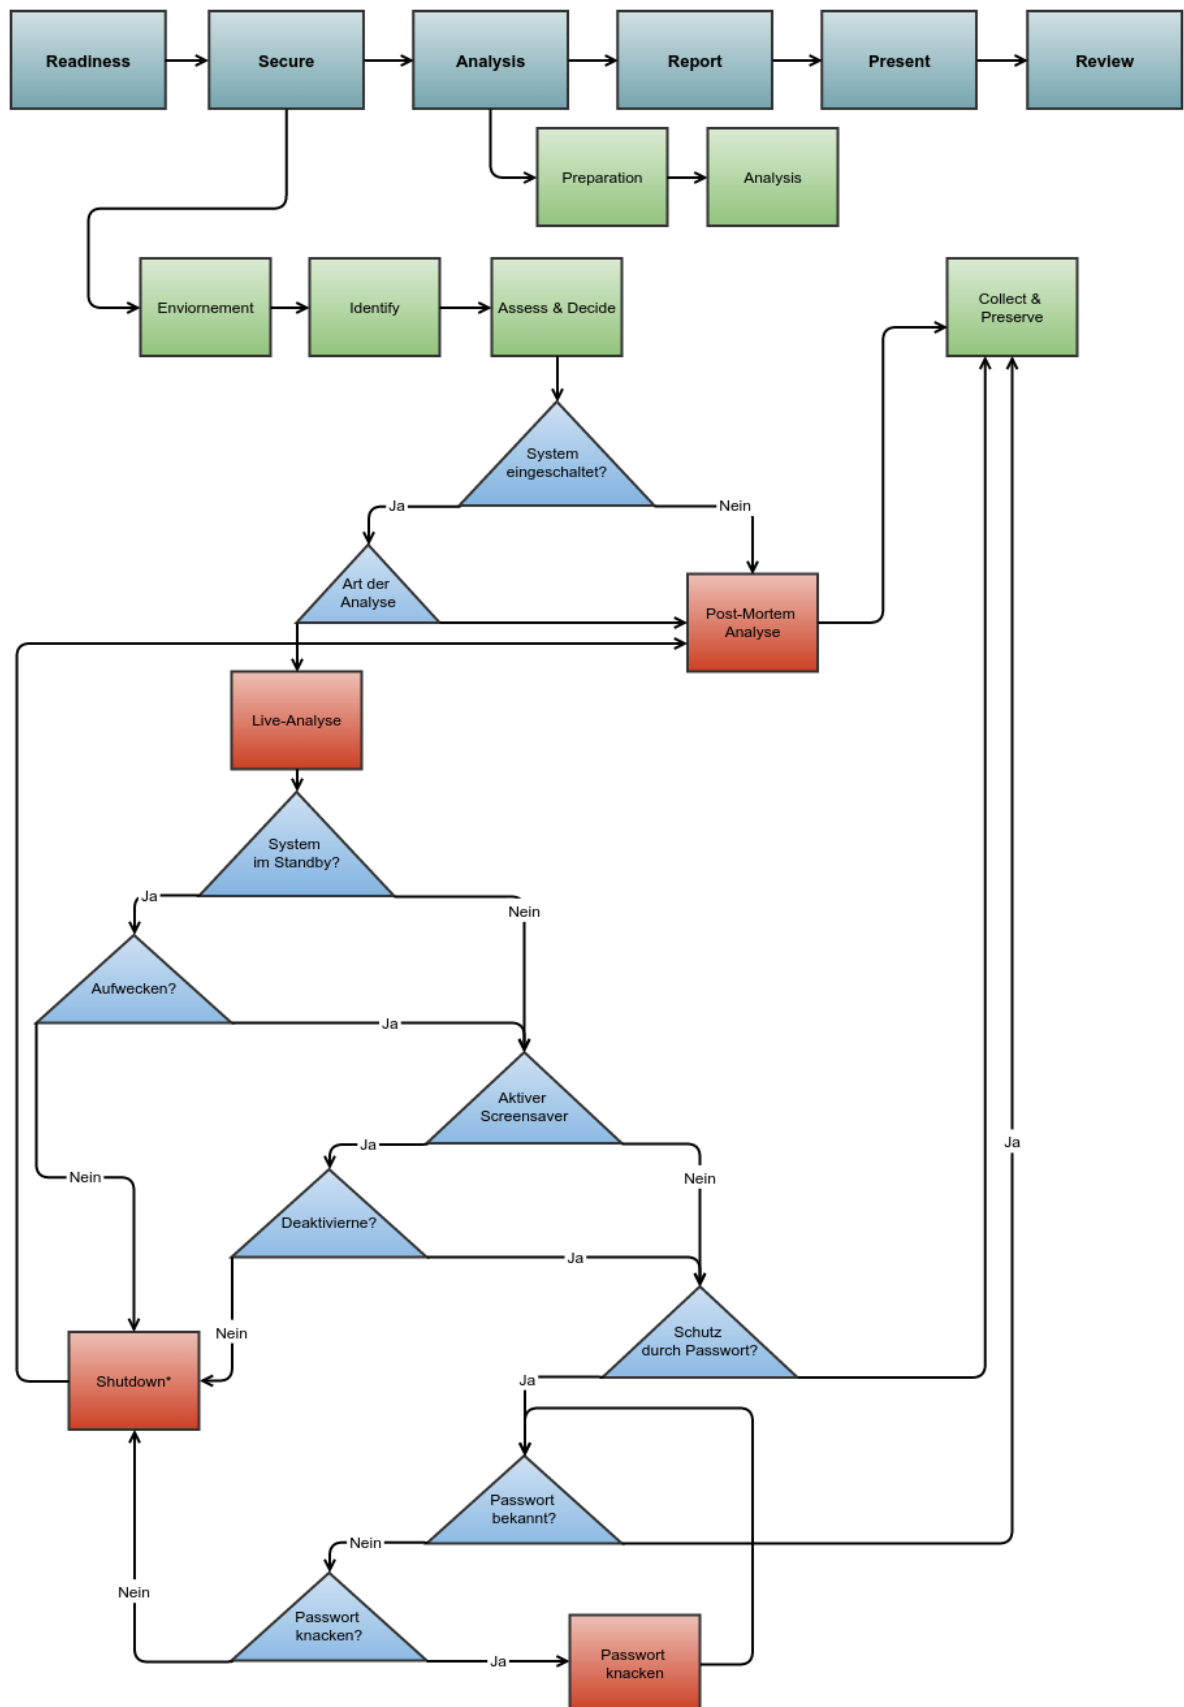 Readiness
Secure
Analysis
Report
Present
Review
Preparation
Analysis
Enviornement
Identify
Assess & Decide
Collect &
Preserve
System
eingeschaltet?
Ja
Nein
Art der
Analyse
Post-Mortem
Analyse
Live-Analyse
System
im Standby?
Ja
Nein
Aufwecken?
Ja
Aktiver
Screensaver
Ja
Ja
Nein
Nein
Deaktivierne?
Ja
Nein
Schutz
durch Passwort?
Shutdown*
Ja
Passwort
bekannt?
Nein
Nein
Passwort
knacken?
Ja
Passwort
knacken